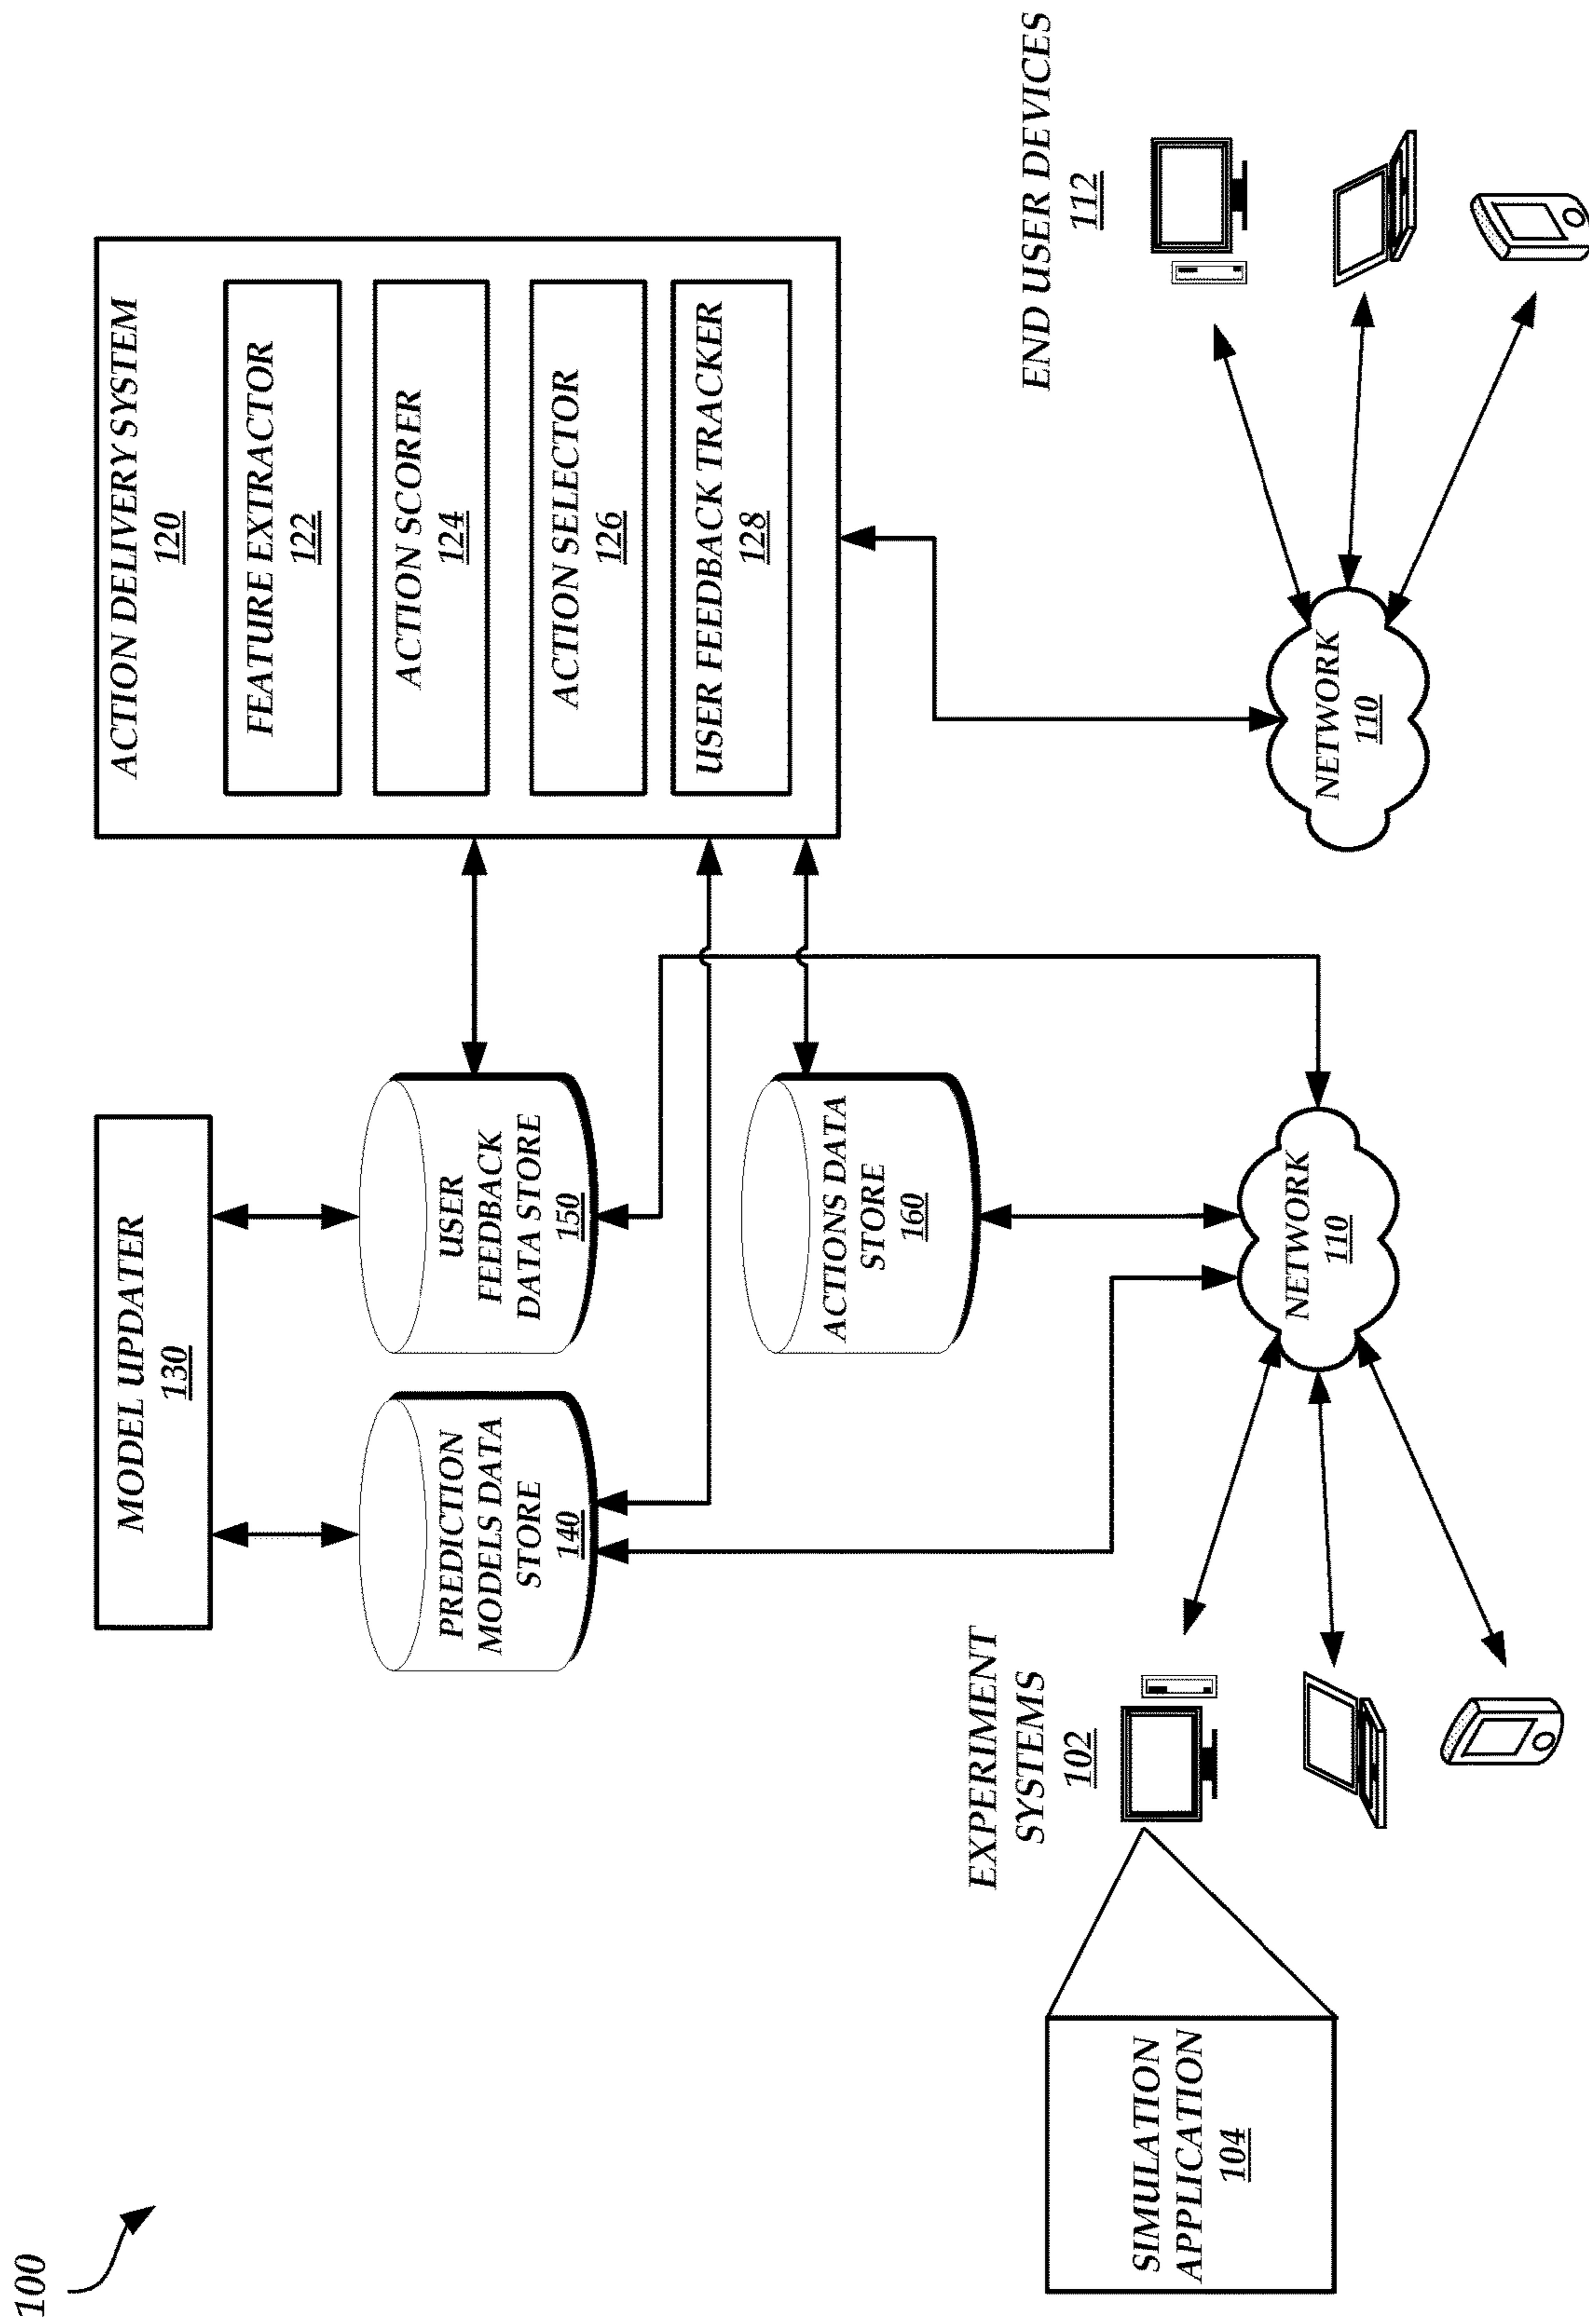 100
MODEL UPDATER
130
PREDICTION
MODELS DATA
STORE
140
USER
FEEDBACK
DATA STORE
150
ACTIONS DATA
STORE
160
ACTION DELIVERY SYSTEM
120
FEATURE EXTRACTOR
122
ACTION SCORER
124
ACTION SELECTOR
126
USER FEEDBACK TRACKER
128
EXPERIMENT
SYSTEMS
102
SIMULATION
APPLICATION
104
NETWORK
110
NETWORK
110
END USER DEVICES
112